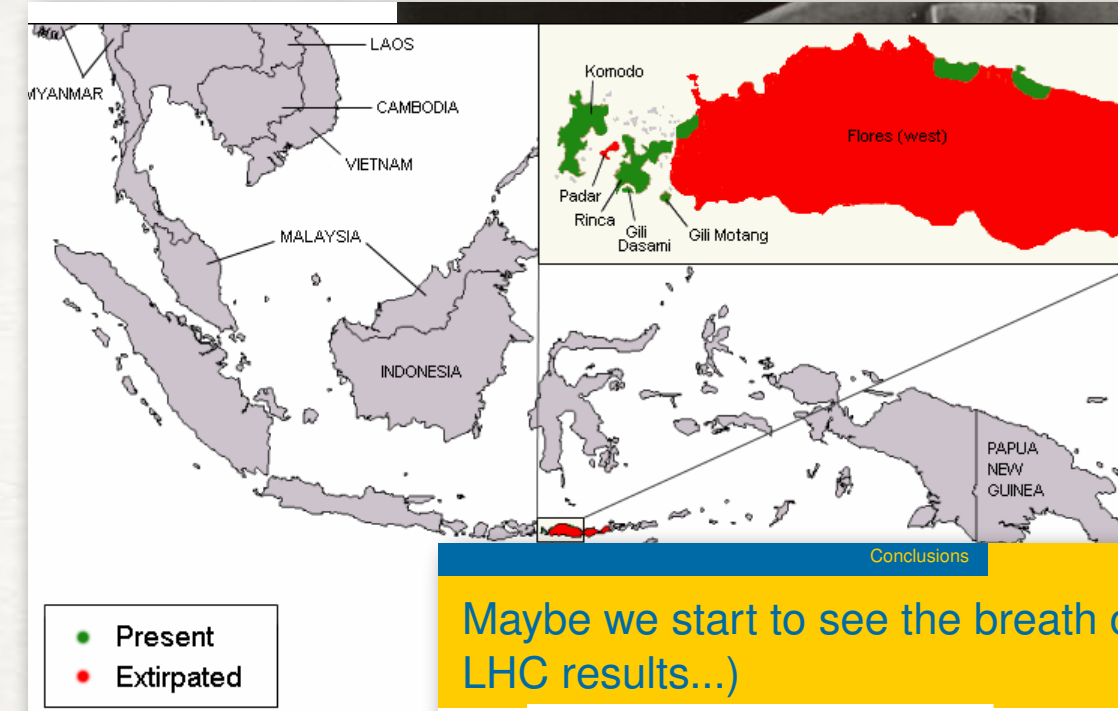 LAOS
MYANMAR
CAMBODIA
VIETNAM
MALAYSIA
INDONESIA
Komodo
Flores (west)
Padar
Rinca
Gili
Dasami
Gili Motang
PAPUA
NEW
GUINEA
Present
Extirpated
Conclusions
Maybe we start to see the breath
LHC results...)